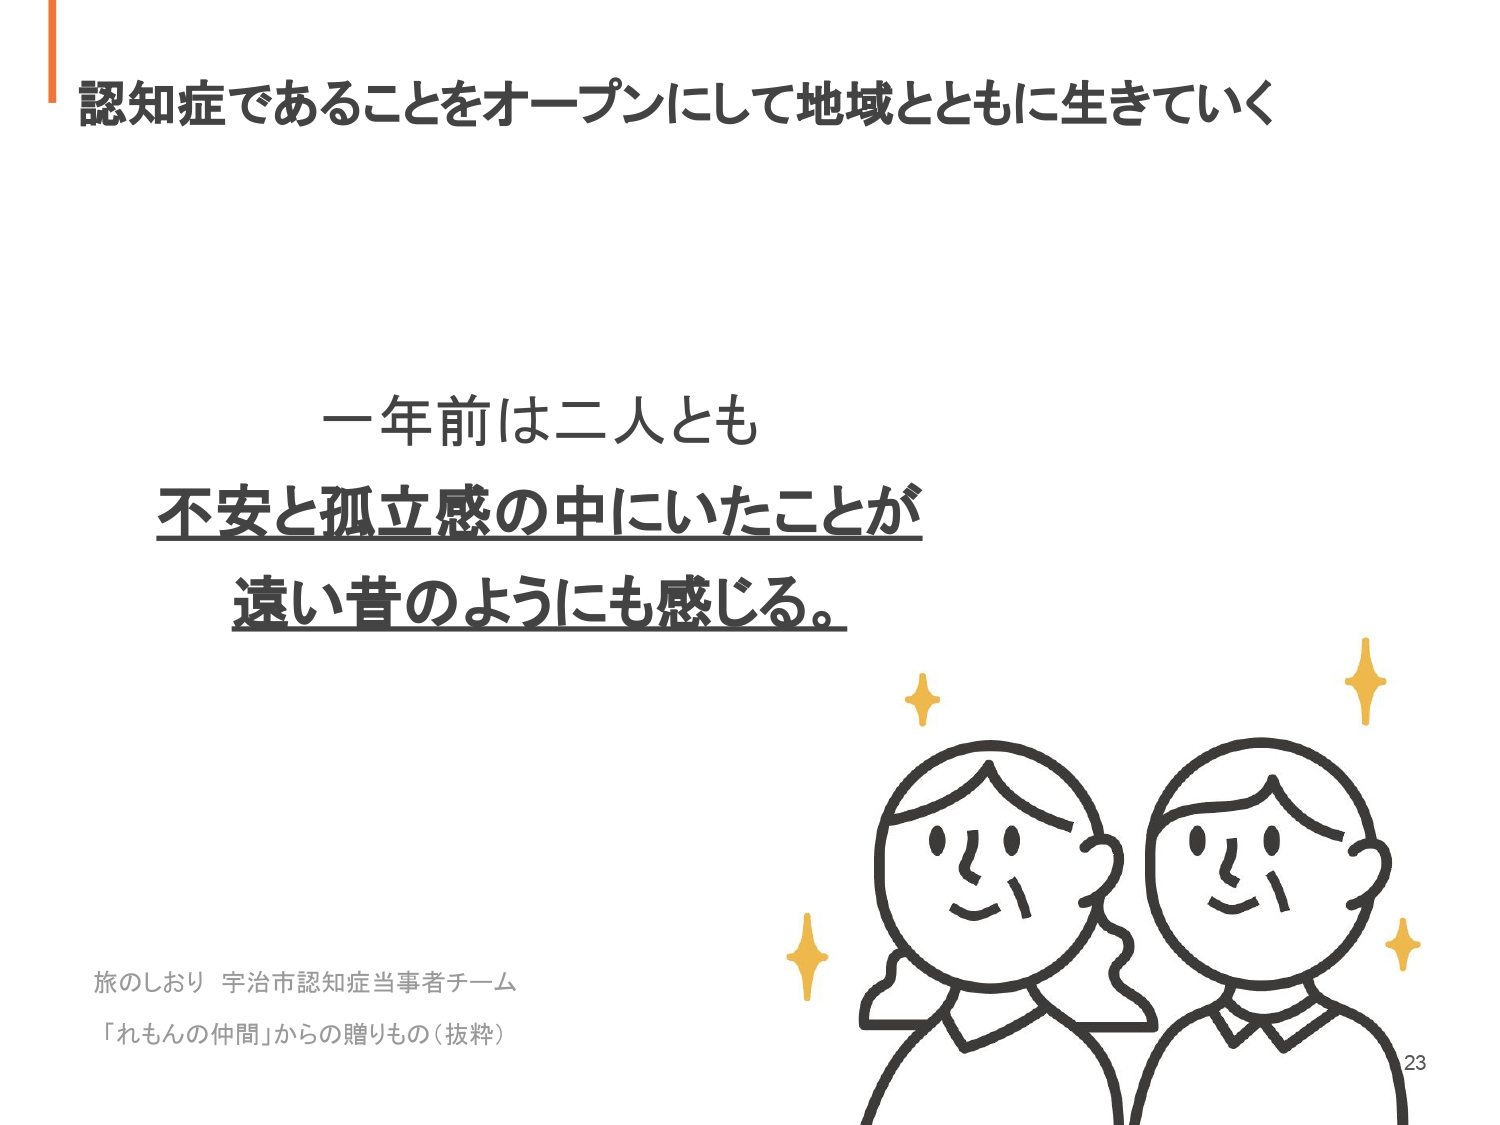 認知症であることをオープンにして地域とともに生きていく
一年前は二人とも
不安と孤立感の中にいたことが
遠い昔のようにも感じる。
旅のしおり 宇治市認知症当事者チーム
「れもんの仲間」からの贈りもの（抜粋）
23